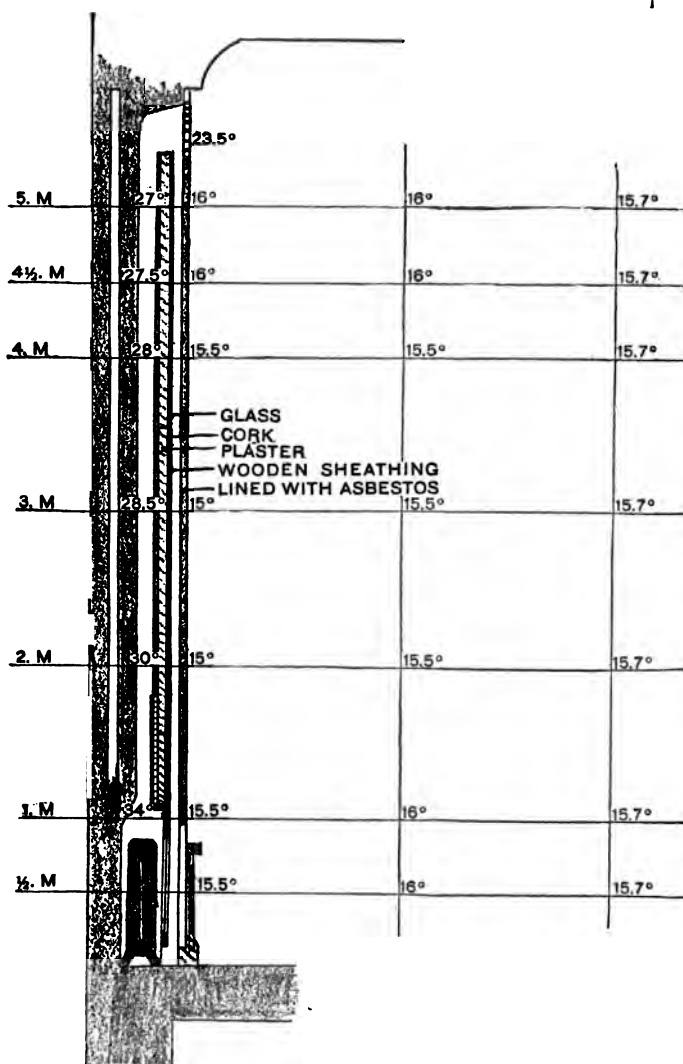 23.5°
5. M 27° 16° 16° 15.7°
4½. M 27.5° 16° 16° 15.7°
4. M 28° 15.5° 15.5° 15.7°
GLASS
CORK
PLASTER
WOODEN SHEATHING
LINED WITH ASBESTOS
3. M 28.5° 15° 15.5° 15.7°
2. M 30° 15° 15.5° 15.7°
1. M 34° 15.5° 16° 15.7°
½. M 15.5° 16° 15.7°